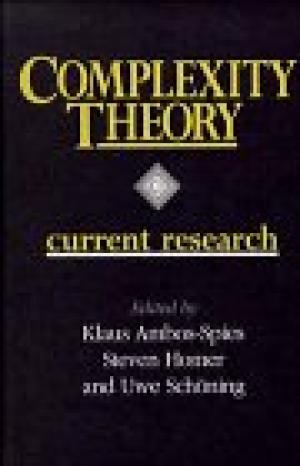 COMPLEXITY
THEORY
current research
Edited by
Klaus Ambos-Spies
Steven Homer
and Uwe Schöning